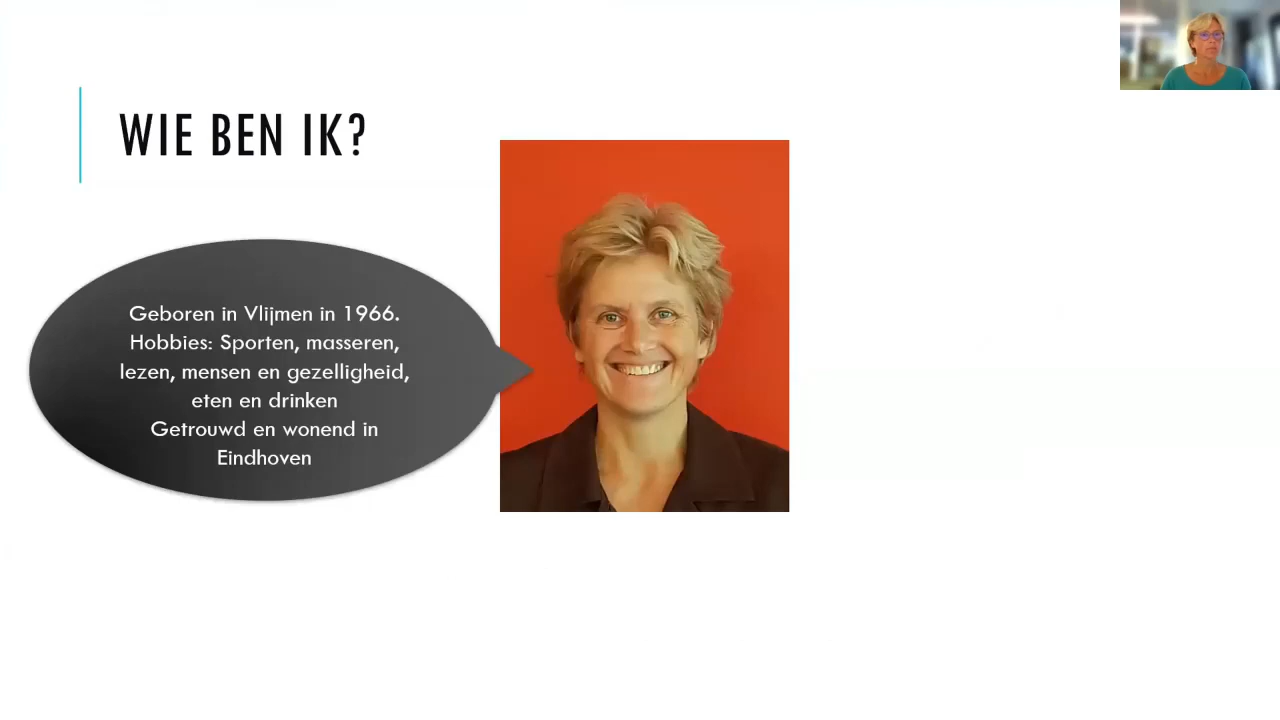 WIE BEN IK?
Geboren in Vlijmen in 1966.
Hobbies: Sporten, masseren,
lezen, mensen en gezelligheid,
eten en drinken
Getrouwd en wonend in
Eindhoven